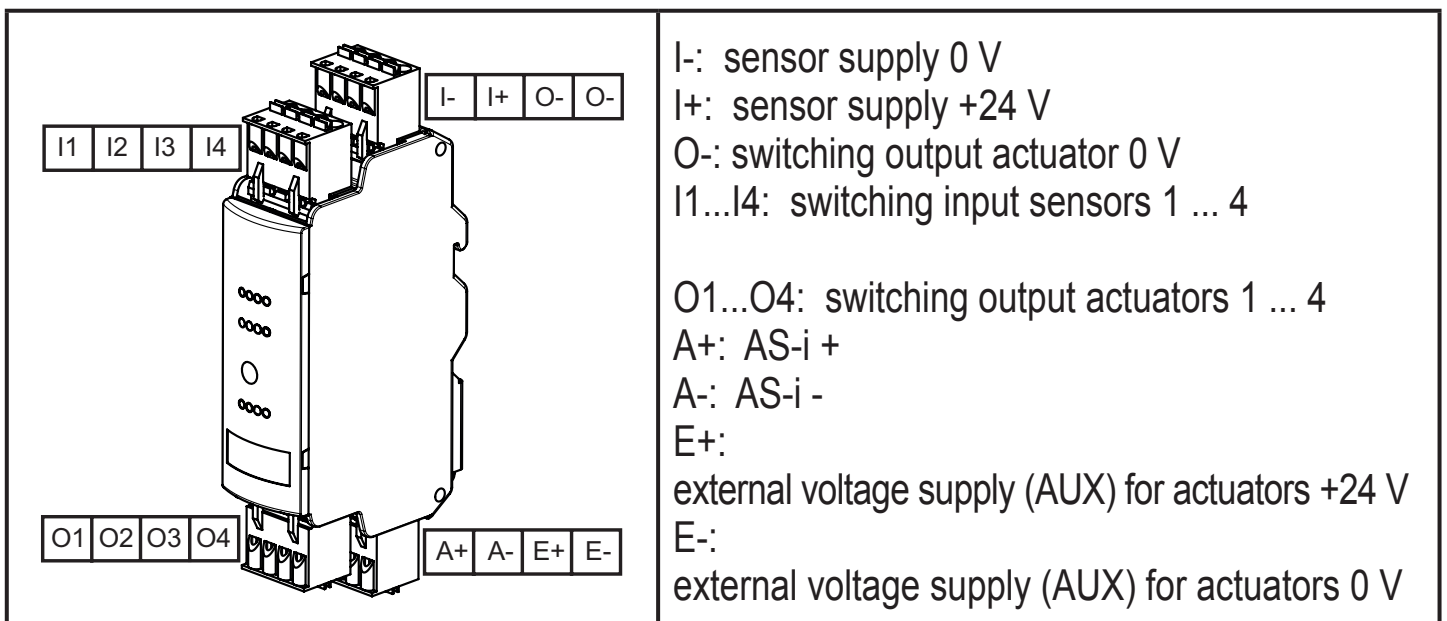 I- I+ O- O-
I1 I2 I3 I4
O1 O2 O3 O4
A+ A- E+ E-
I-: sensor supply 0 V
I+: sensor supply +24 V
O-: switching output actuator 0 V
I1...I4: switching input sensors 1 ... 4
O1...O4: switching output actuators 1 ... 4
A+: AS-i +
A-: AS-i -
E+:
external voltage supply (AUX) for actuators +24 V
E-:
external voltage supply (AUX) for actuators 0 V